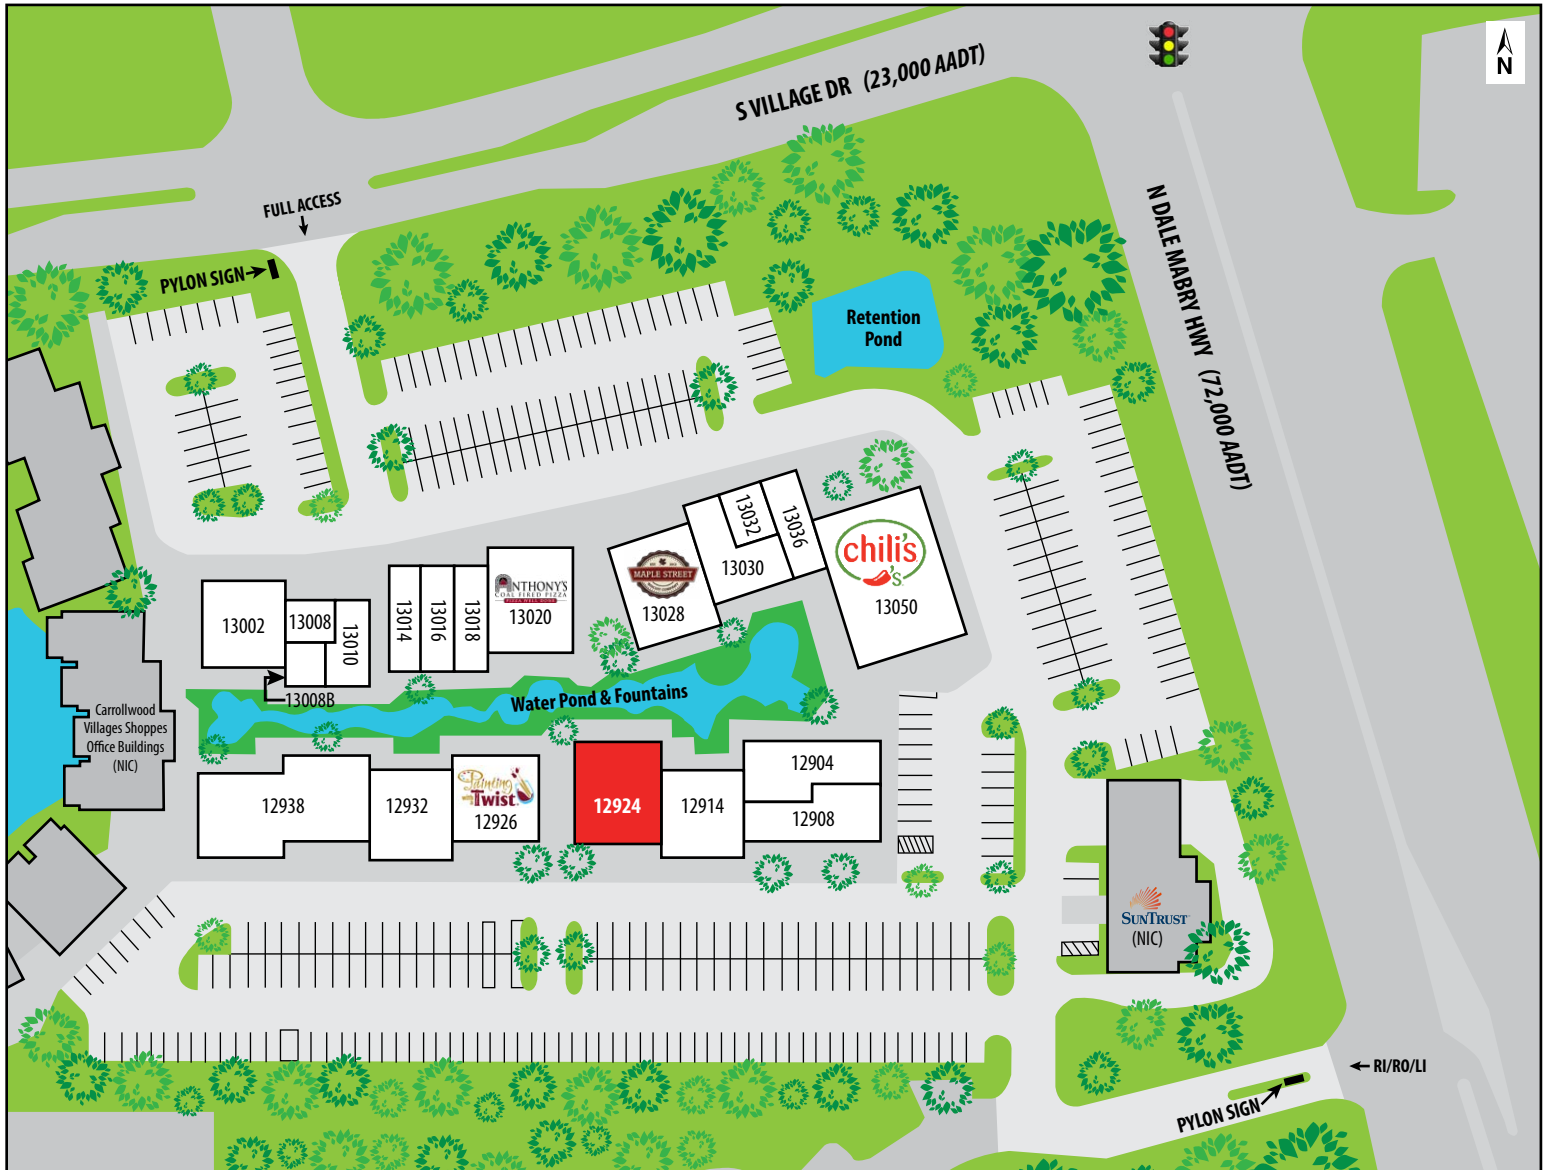 S VILLAGE DR (23,000 AADT)
N
FULL ACCESS
PYLON SIGN
N DALE MABRY HWY (72,000 AADT)
Retention
Pond
13032
13036
13030
MAPLE STREET
13028
chili's
's
13050
ANTHONY'S
COAL FIRED PIZZA
13020
13014
13016
13018
13002
13008
13010
13008B
Water Pond & Fountains
Carrollwood
Villages Shoppes
Office Buildings
(NIC)
12938
12932
Painting
Twist
12926
12924
12914
12904
12908
SUNTRUST
(NIC)
RI/RO/LI
PYLON SIGN